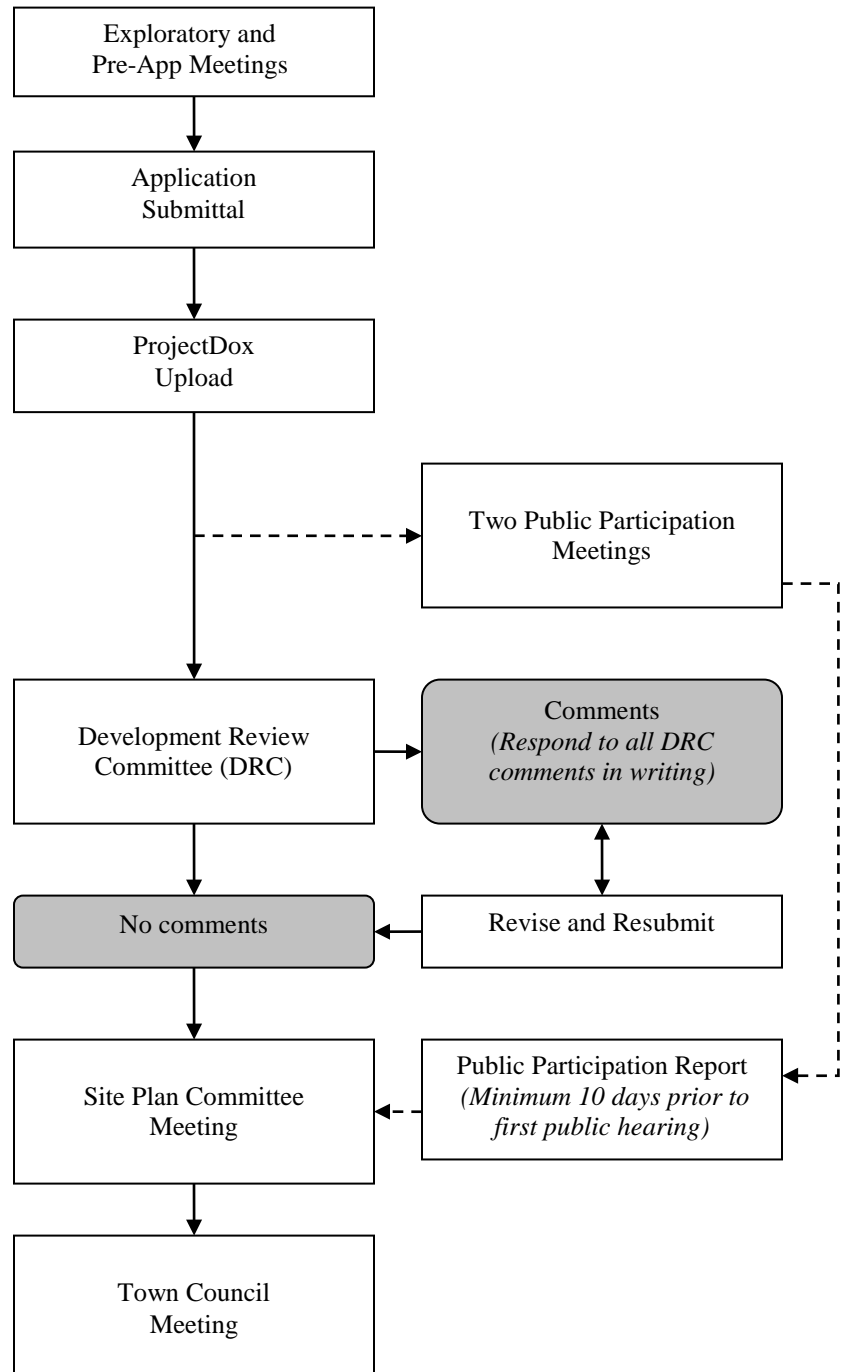 Exploratory and
Pre-App Meetings
Application
Submittal
ProjectDox
Upload
Two Public Participation
Meetings
Development Review
Committee (DRC)
Comments
(Respond to all DRC
comments in writing)
No comments
Revise and Resubmit
Site Plan Committee
Meeting
Public Participation Report
(Minimum 10 days prior to
first public hearing)
Town Council
Meeting